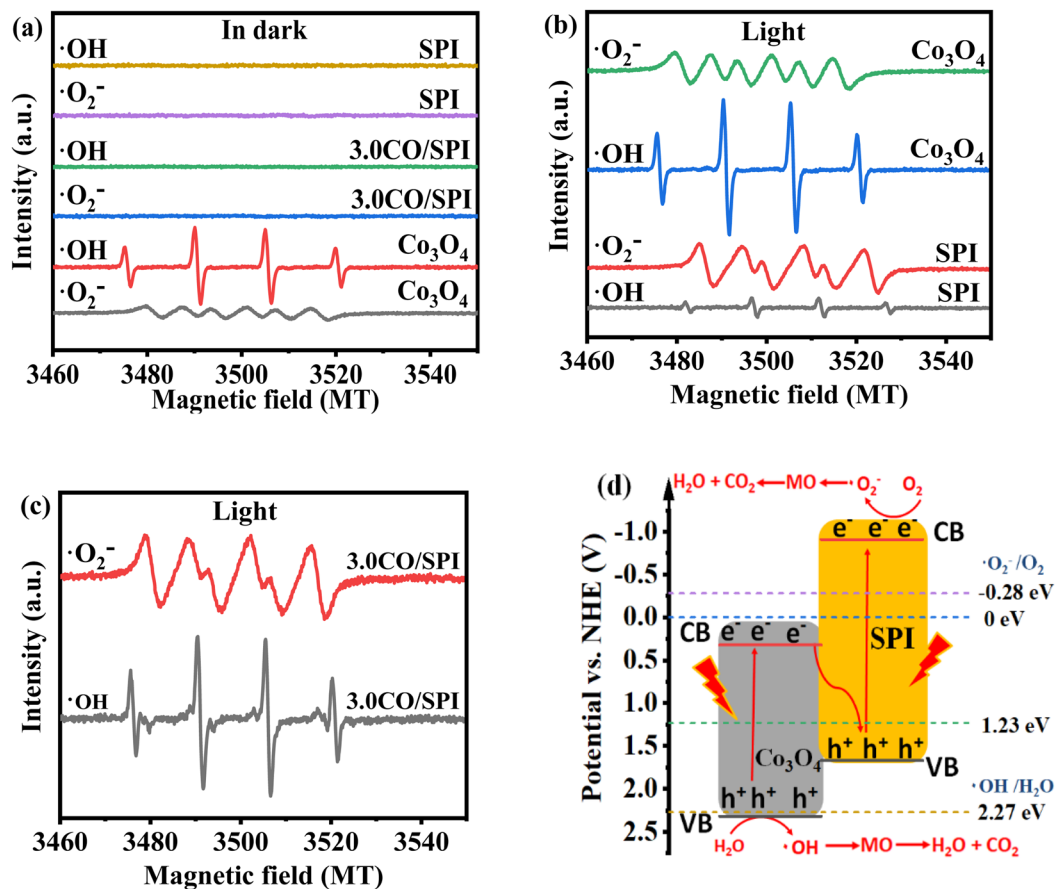 (a)
In dark
·OH
SPI
·O₂⁻
SPI
·OH
3.0CO/SPI
·O₂⁻
3.0CO/SPI
·OH
Co₃O₄
·O₂⁻
Co₃O₄
Intensity (a.u.)
3460 3480 3500 3520 3540
Magnetic field (MT)
(b)
Light
·O₂⁻
Co₃O₄
·OH
Co₃O₄
·O₂⁻
SPI
·OH
SPI
Intensity (a.u.)
3460 3480 3500 3520 3540
Magnetic field (MT)
(c)
Light
·O₂⁻
3.0CO/SPI
·OH
3.0CO/SPI
Intensity (a.u.)
3460 3480 3500 3520 3540
Magnetic field (MT)
(d)
H₂O + CO₂ MO ·O₂⁻ O₂
Potential vs. NHE (V)
-1.0
-0.5
0.0
0.5
1.0
1.5
2.0
2.5
e⁻ e⁻ e⁻
CB
·O₂⁻/O₂
-0.28 eV
0 eV
CB
e⁻ e⁻ e⁻
SPI
1.23 eV
h⁺ h⁺ h⁺
VB
Co₃O₄
h⁺ h⁺ h⁺
·OH /H₂O
2.27 eV
VB
H₂O ·OH MO H₂O + CO₂